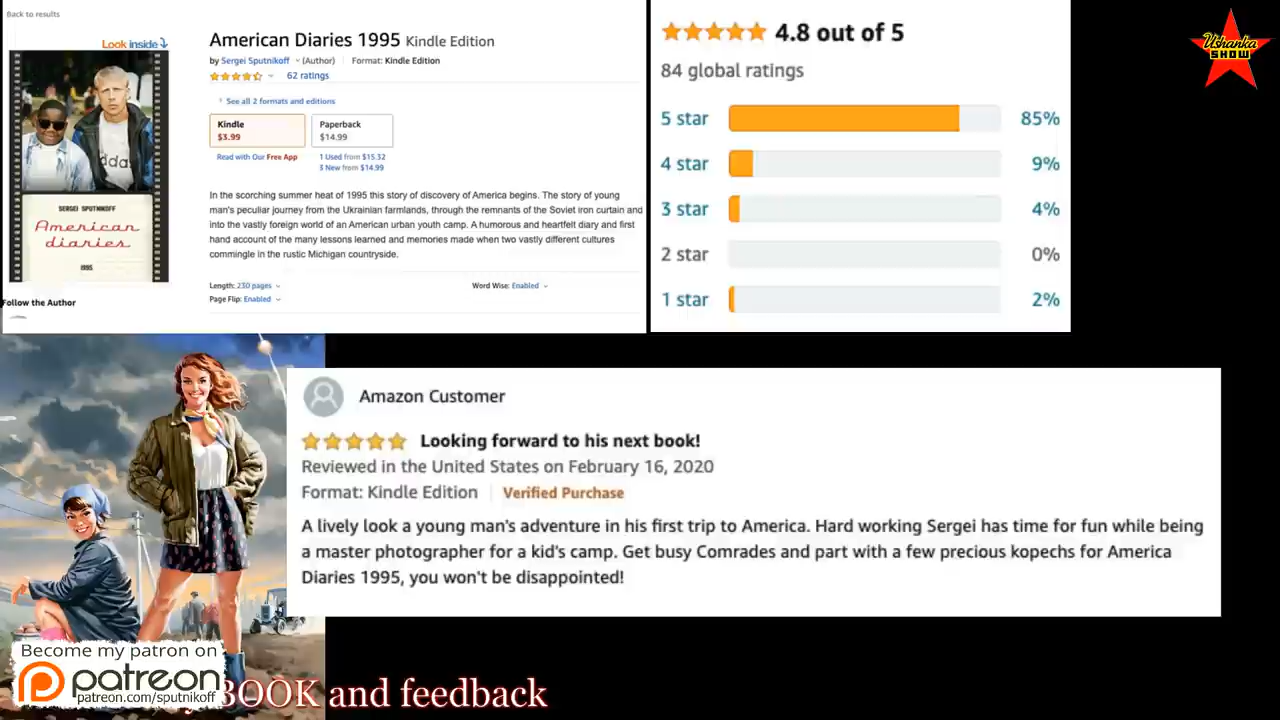 Back to results
Look inside
American Diaries 1995 Kindle Edition
by Sergei Sputnikoff (Author) Format: Kindle Edition
62 ratings
See all 2 formats and editions
Kindle
$3.99
Paperback
$14.99
Read with Our Free App
1 Used from $15.32
3 New from $14.99
In the scorching summer heat of 1995 this story of discovery of America begins. The story of young
man's peculiar journey from the Ukrainian farmlands, through the remnants of the Soviet iron curtain and
into the vastly foreign world of an American urban youth camp. A humorous and heartfelt diary and first
hand account of the many lessons learned and memories made when two vastly different cultures
commingle in the rustic Michigan countryside.
Length: 230 pages
Word Wise: Enabled
Page Flip: Enabled
SERGEI SPUTNIKOFF
American
diaries
1995
Follow the Author
4.8 out of 5
84 global ratings
5 star 85%
4 star 9%
3 star 4%
2 star 0%
1 star 2%
Ushanka
SHOW
Amazon Customer
Looking forward to his next book!
Reviewed in the United States on February 16, 2020
Format: Kindle Edition Verified Purchase
A lively look a young man's adventure in his first trip to America. Hard working Sergei has time for fun while being
a master photographer for a kid's camp. Get busy Comrades and part with a few precious kopechs for America
Diaries 1995, you won't be disappointed!
Become my patron on
patreon
patreon.com/sputnikoff
BOOK and feedback